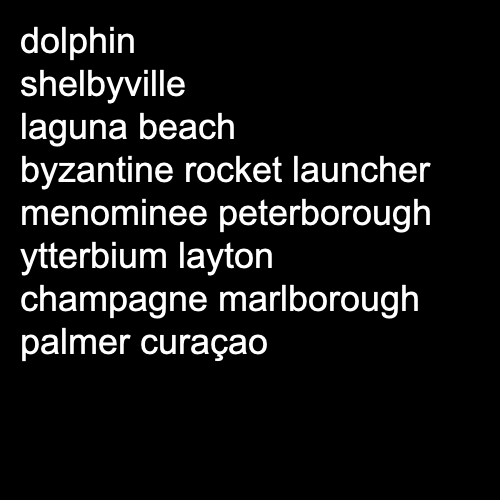 dolphin
shelbyville
laguna beach
byzantine rocket launcher
menominee peterborough
ytterbium layton
champagne marlborough
palmer curaçao